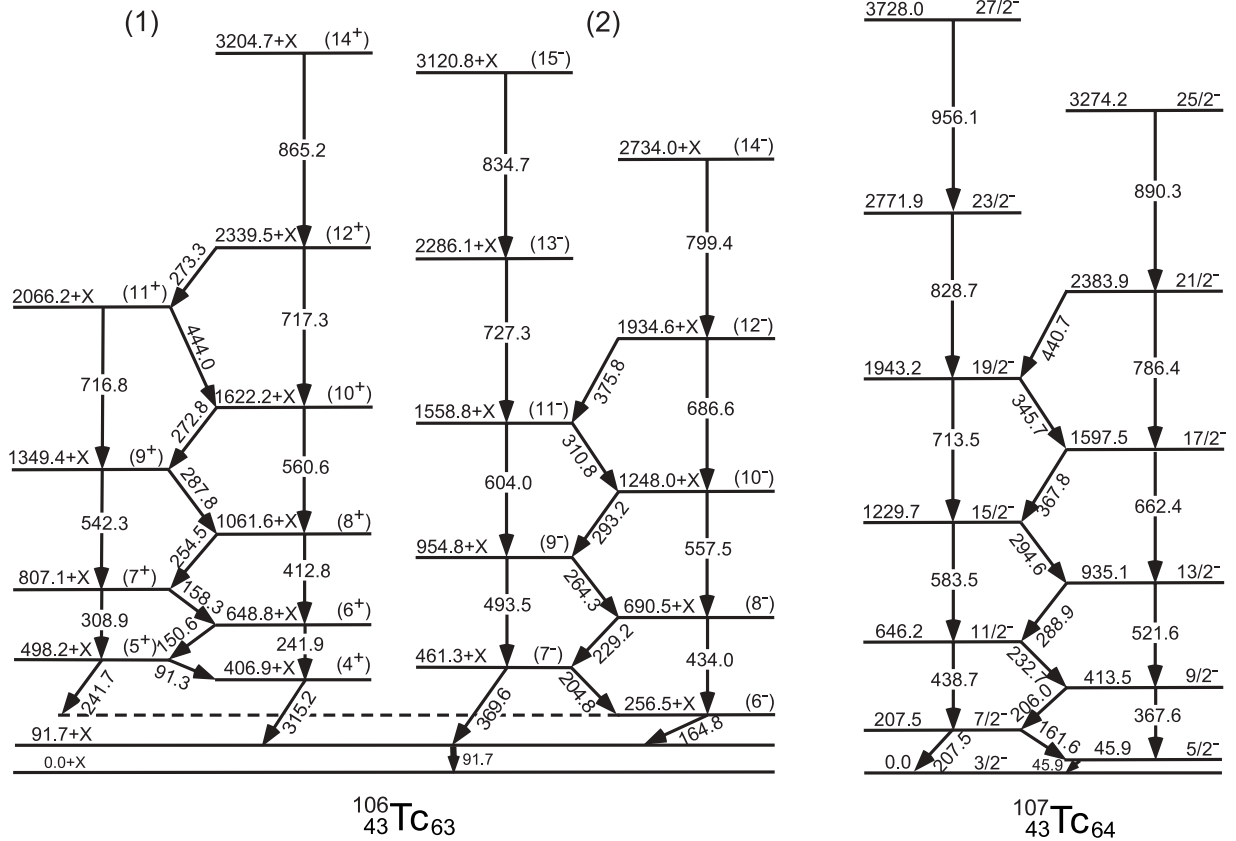 (1)
(2)
3728.0 27/2⁻
3204.7+X (14⁺)
3120.8+X (15⁻)
3274.2 25/2⁻
956.1
865.2
834.7
2734.0+X (14⁻)
890.3
2771.9 23/2⁻
2339.5+X (12⁺)
2286.1+X (13⁻)
799.4
273.3
2383.9 21/2⁻
2066.2+X (11⁺)
828.7
717.3
727.3
1934.6+X (12⁻)
440.7
444.0
786.4
716.8
375.8
1943.2 19/2⁻
1622.2+X (10⁺)
1558.8+X (11⁻)
686.6
345.7
272.8
1597.5 17/2⁻
1349.4+X (9⁺)
310.8
713.5
287.8
560.6
604.0
1248.0+X (10⁻)
367.8
662.4
542.3
1061.6+X (8⁺)
293.2
1229.7 15/2⁻
254.5
954.8+X (9⁻)
557.5
294.6
807.1+X (7⁺)
412.8
264.3
583.5
935.1 13/2⁻
158.3
648.8+X (6⁺)
493.5
690.5+X (8⁻)
288.9
521.6
308.9
150.6
241.9
229.2
434.0
646.2 11/2⁻
498.2+X (5⁺)
461.3+X (7⁻)
232.7
91.3
406.9+X (4⁺)
438.7
413.5 9/2⁻
241.7
315.2
369.6
204.8
256.5+X (6⁻)
206.0
367.6
91.7+X
164.8
207.5 7/2⁻
161.6
45.9 5/2⁻
0.0+X
91.7
0.0
207.5
3/2⁻
45.9
¹⁰⁶₄₃Tc₆₃
¹⁰⁷₄₃Tc₆₄